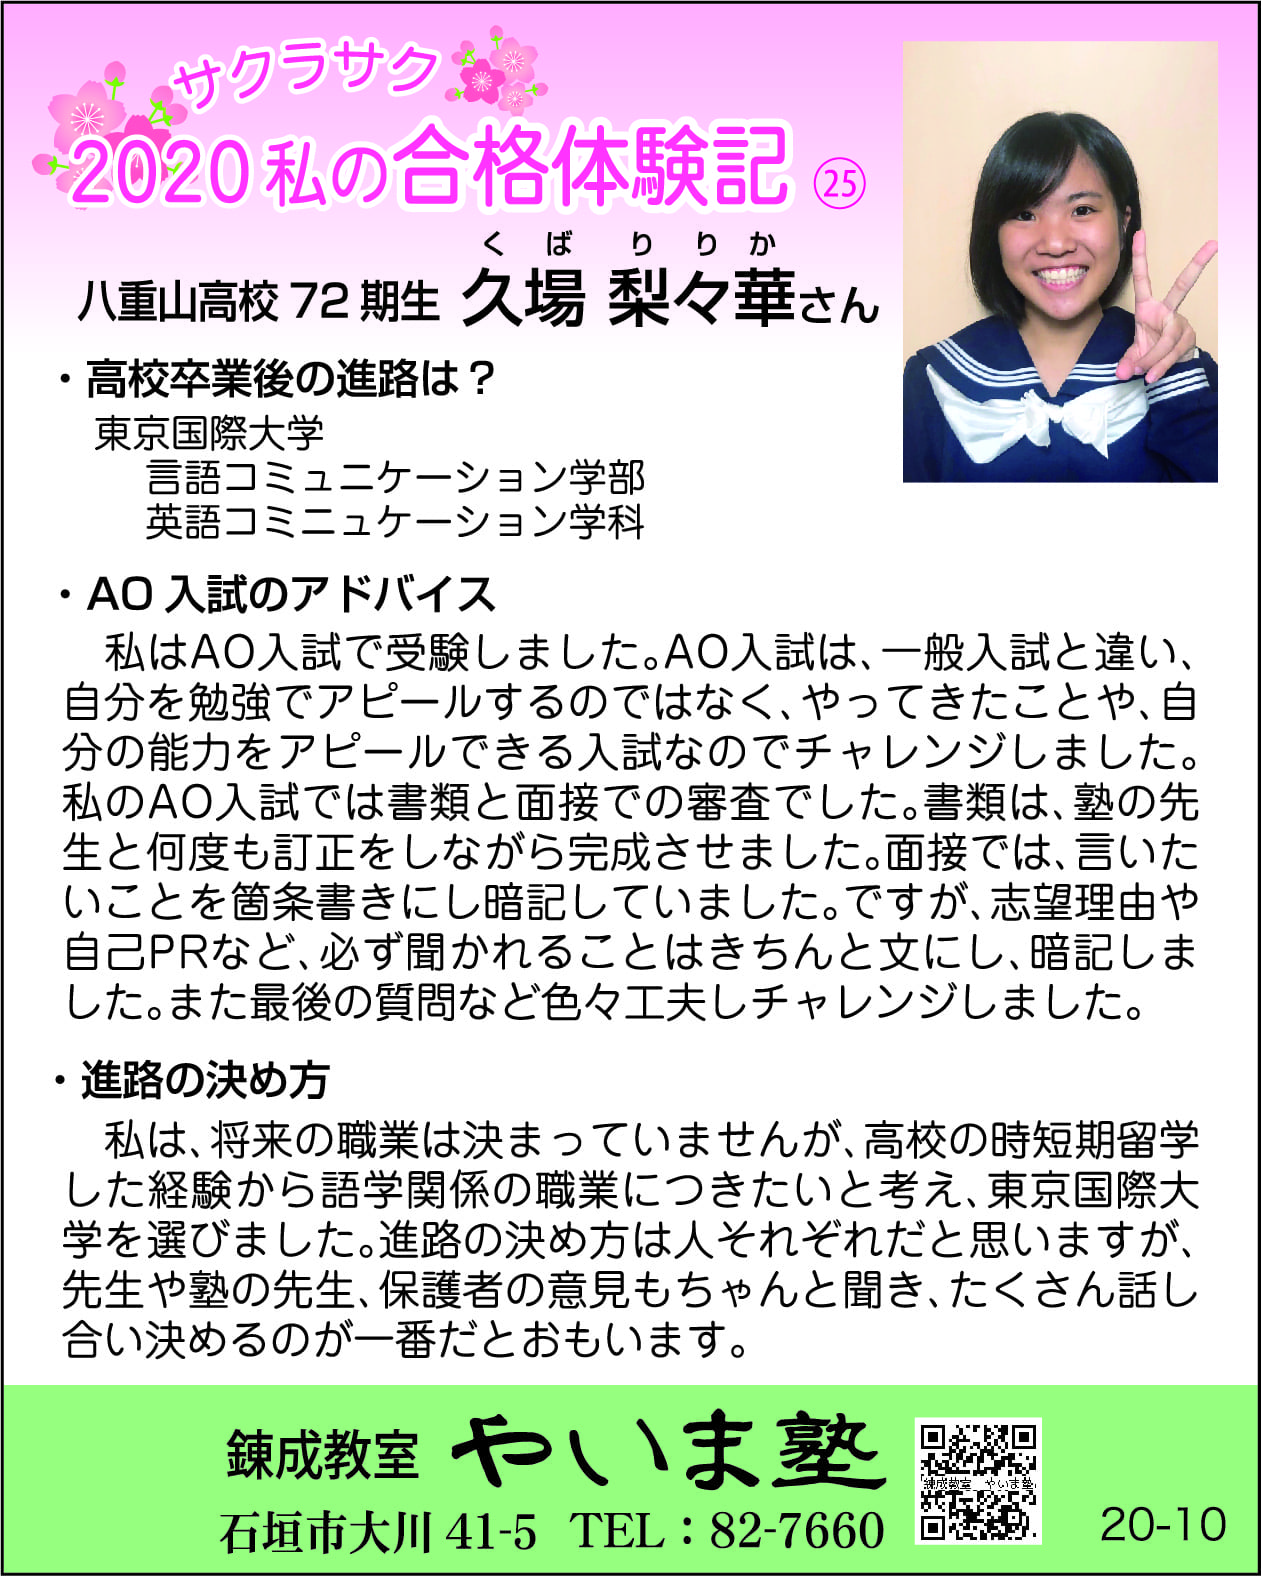 サクラサク
2020 私の合格体験記 ㉕
くば りりか
八重山高校 72 期生 久場 梨々華さん
・高校卒業後の進路は？
東京国際大学
言語コミュニケーション学部
英語コミニュケーション学科
・AO 入試のアドバイス
私はAO入試で受験しました。AO入試は、一般入試と違い、
自分を勉強でアピールするのではなく、やってきたことや、自
分の能力をアピールできる入試なのでチャレンジしました。
私のAO入試では書類と面接での審査でした。書類は、塾の先
生と何度も訂正をしながら完成させました。面接では、言いた
いことを箇条書きにし暗記していました。ですが、志望理由や
自己PRなど、必ず聞かれることはきちんと文にし、暗記しま
した。また最後の質問など色々工夫しチャレンジしました。
・進路の決め方
私は、将来の職業は決まっていませんが、高校の時短期留学
した経験から語学関係の職業につきたいと考え、東京国際大
学を選びました。進路の決め方は人それぞれだと思いますが、
先生や塾の先生、保護者の意見もちゃんと聞き、たくさん話し
合い決めるのが一番だとおもいます。
錬成教室 やいま塾
錬成教室 やいま塾
石垣市大川 41-5 TEL：82-7660
20-10